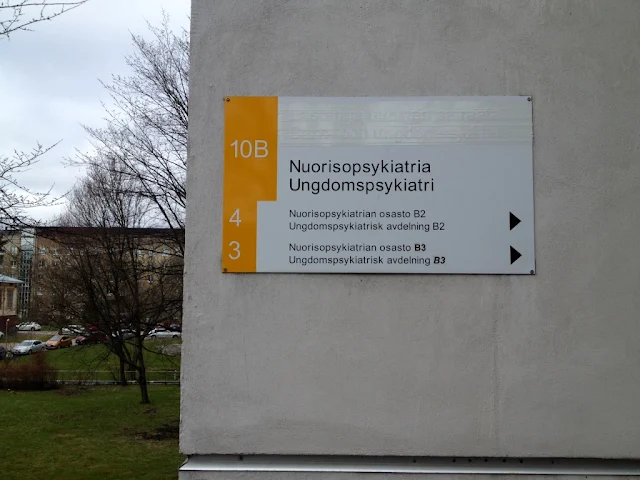 10B
Nuorisopsykiatria
Ungdomspsykiatri
4
Nuorisopsykiatrian osasto B2
Ungdomspsykiatrisk avdelning B2
3
Nuorisopsykiatrian osasto B3
Ungdomspsykiatrisk avdelning B3